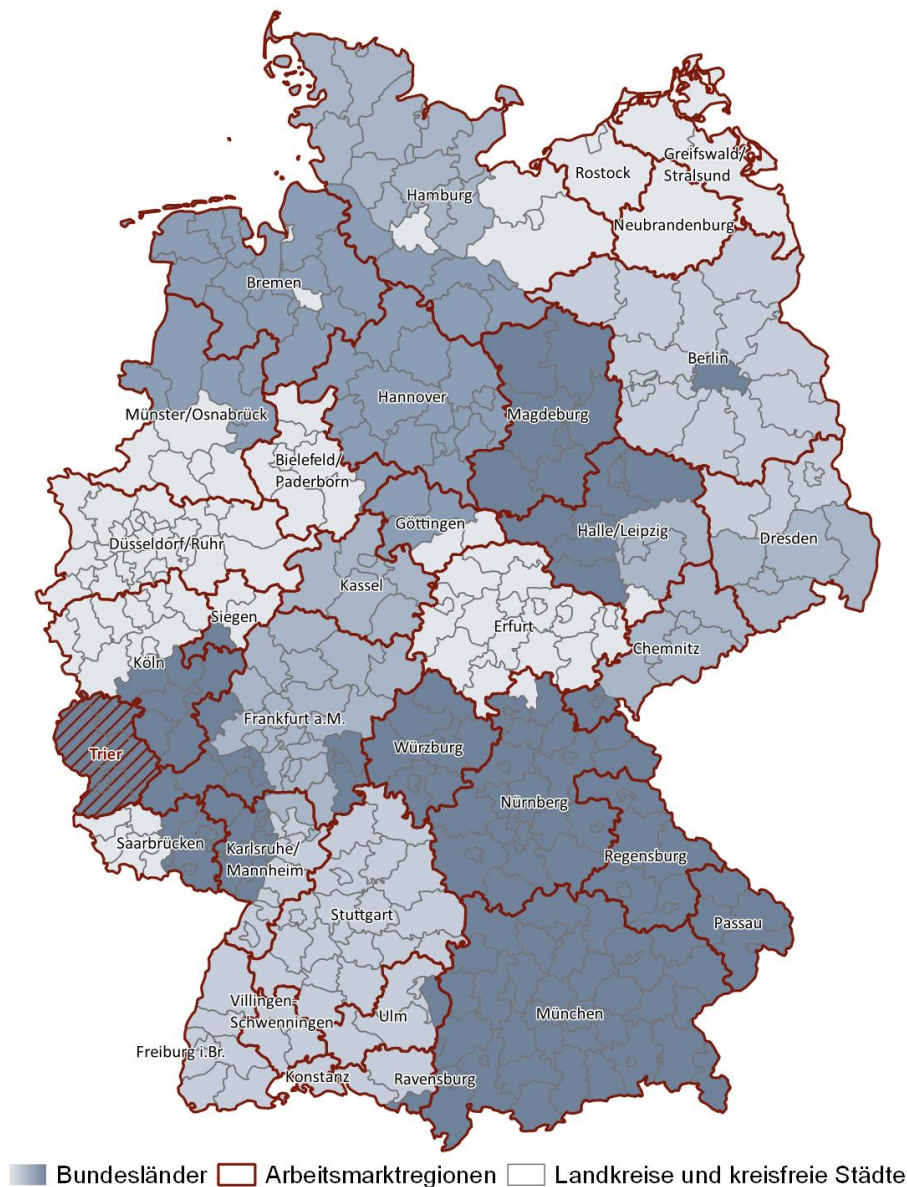 Greifswald/
Stralsund
Rostock
Hamburg
Neubrandenburg
Bremen
Berlin
Hannover
Magdeburg
Münster/Osnabrück
Bielefeld/
Paderborn
Göttingen
Halle/Leipzig
Düsseldorf/Ruhr
Dresden
Kassel
Siegen
Erfurt
Chemnitz
Köln
Frankfurt a.M.
Trier
Würzburg
Nürnberg
Saarbrücken
Karlsruhe/
Mannheim
Regensburg
Stuttgart
Passau
Villingen-
Schwenningen
Ulm
München
Freiburg i.Br.
Konstanz
Ravensburg
Bundesländer Arbeitsmarktregionen Landkreise und kreisfreie Städte